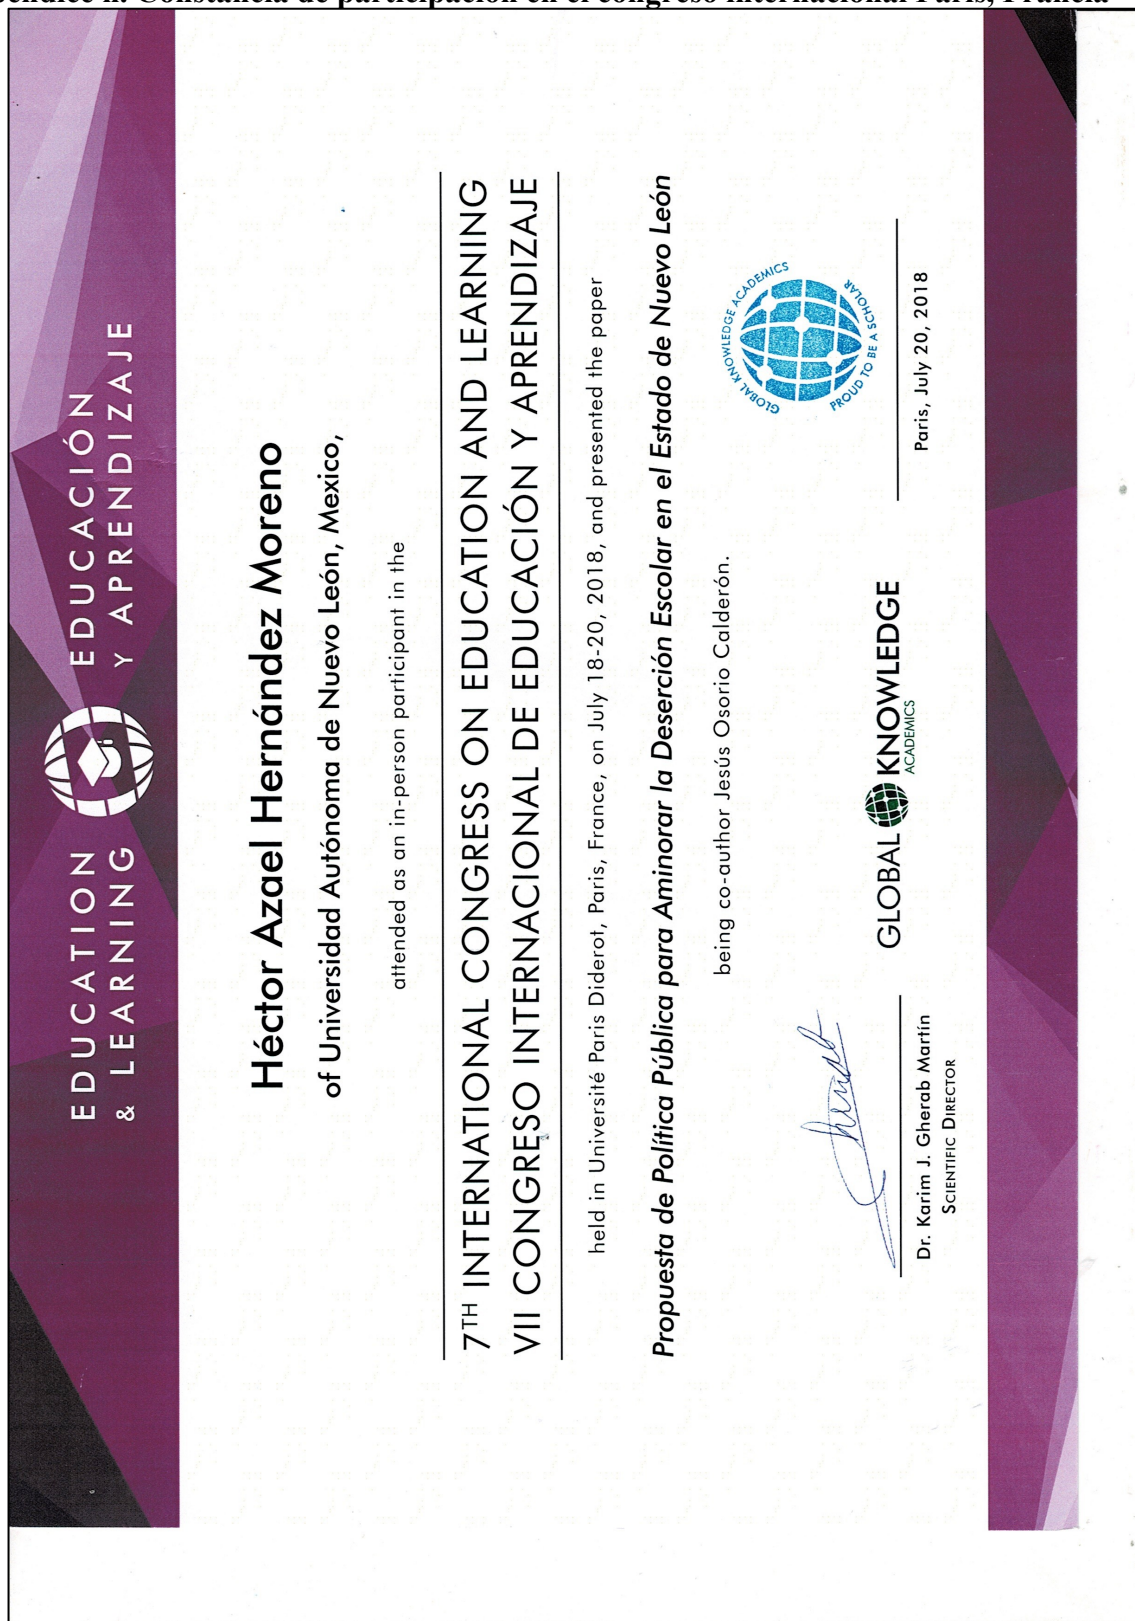 Constancia de participación en el congreso internacional París, Francia
EDUCATION
& LEARNING
EDUCACIÓN
Y APRENDIZAJE
Héctor Azael Hernández Moreno
of Universidad Autónoma de Nuevo León, Mexico,
attended as an in-person participant in the
7TH INTERNATIONAL CONGRESS ON EDUCATION AND LEARNING
VII CONGRESO INTERNACIONAL DE EDUCACIÓN Y APRENDIZAJE
held in Université Paris Diderot, Paris, France, on July 18-20, 2018, and presented the paper
Propuesta de Política Pública para Aminorar la Deserción Escolar en el Estado de Nuevo León
being co-author Jesús Osorio Calderón.
Dr. Karim J. Gherab Martín
SCIENTIFIC DIRECTOR
GLOBAL KNOWLEDGE
ACADEMICS
GLOBAL KNOWLEDGE ACADEMICS
PROUD TO BE A SCHOLAR
Paris, July 20, 2018